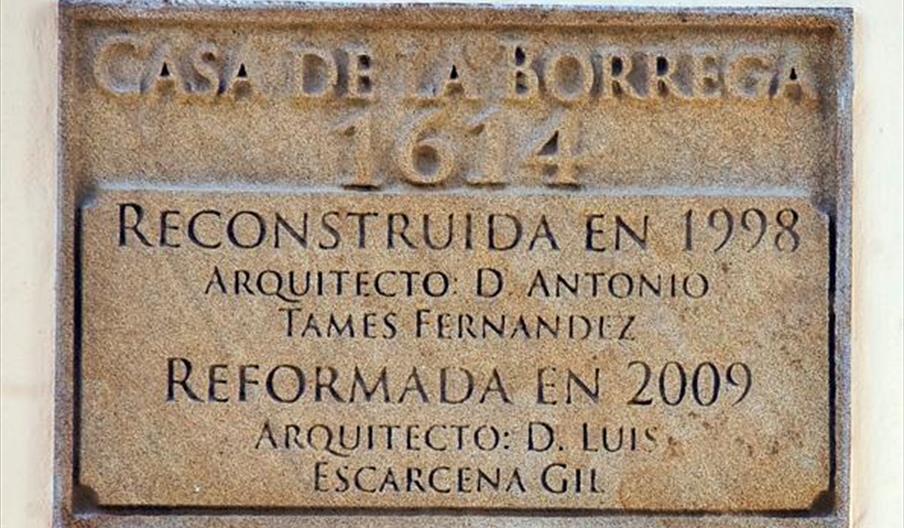 CASA DE LA BORREGA
1614
RECONSTRUIDA EN 1998
ARQUITECTO: D. ANTONIO
TAMES FERNANDEZ
REFORMADA EN 2009
ARQUITECTO: D. LUIS
ESCARCENA GIL